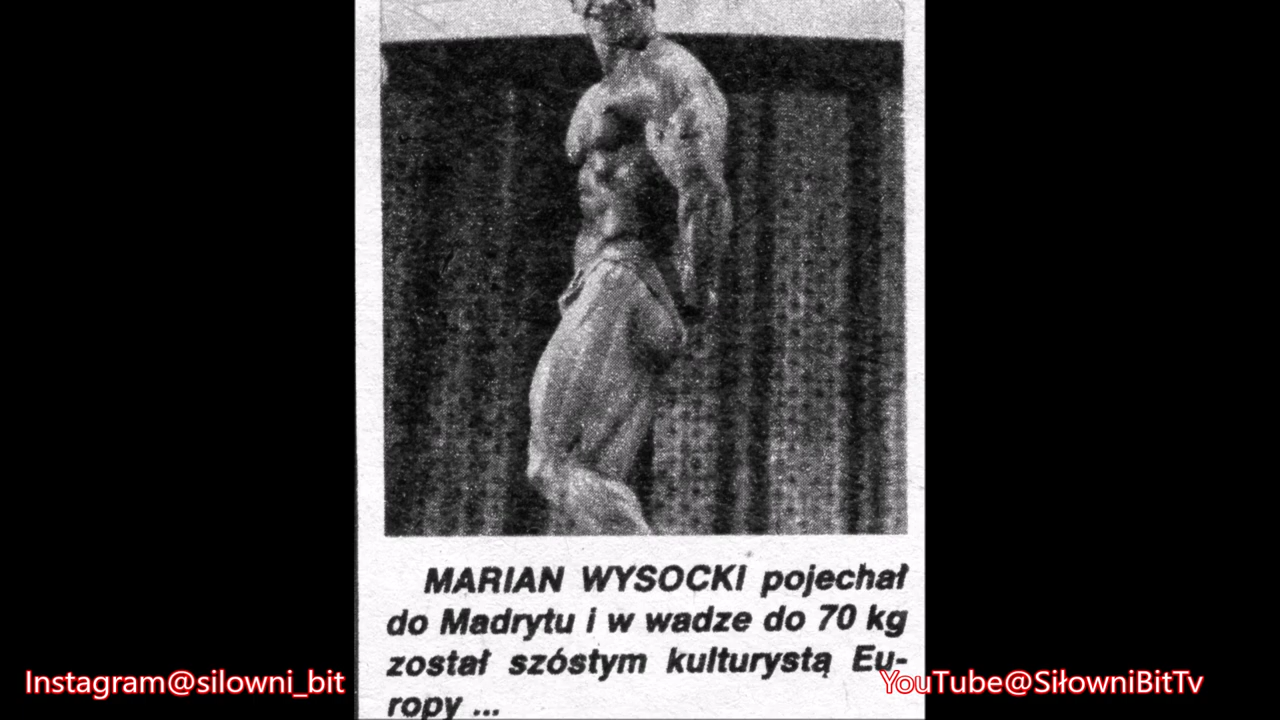 MARIAN WYSOCKI pojechał
do Madrytu i w wadze do 70 kg
został szóstym kulturystą Eu-
ropy ...
Instagram@silowni_bit
YouTube@SiłowniBitTv